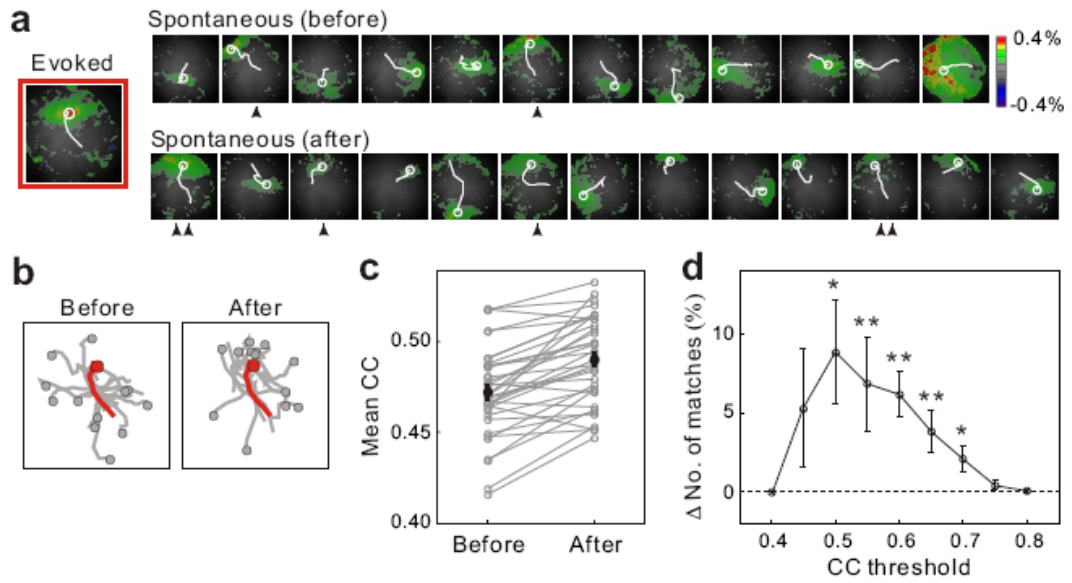 a
Spontaneous (before)
Evoked
0.4%
-0.4%
Spontaneous (after)
b
Before
After
c
Mean CC
0.50
0.45
0.40
Before
After
d
Δ No. of matches (%)
10
5
0
*
**
**
**
*
0.4
0.5
0.6
0.7
0.8
CC threshold